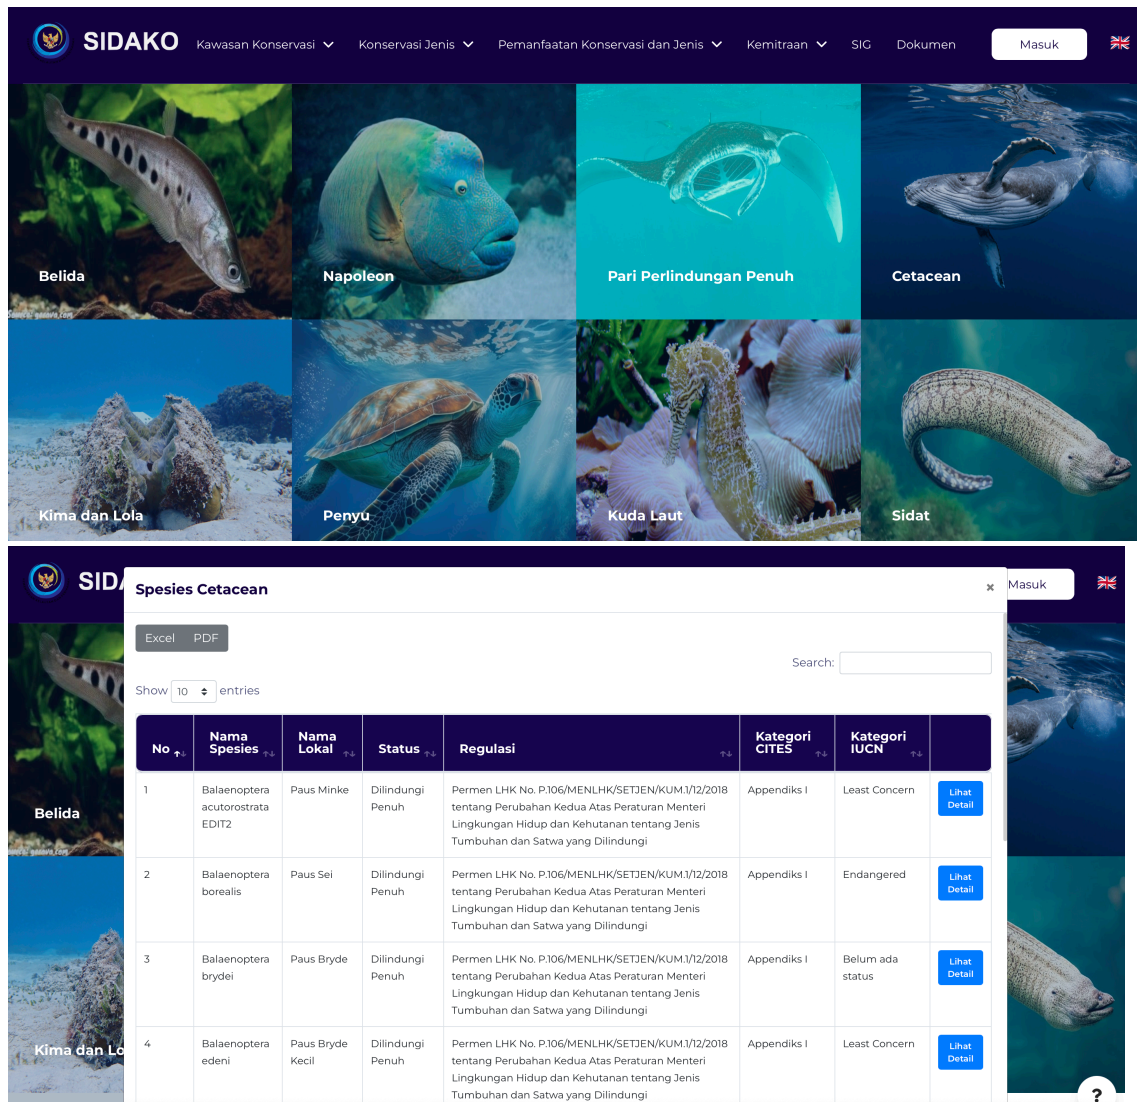 SIDAKO
Kawasan Konservasi
Konservasi Jenis
Pemanfaatan Konservasi dan Jenis
Kemitraan
SIG
Dokumen
Masuk
Belida
Napoleon
Pari Perlindungan Penuh
Cetacean
Kima dan Lola
Penyu
Kuda Laut
Sidat
SID
Masuk
Spesies Cetacean
×
Excel PDF
Search:
Show 10 entries
No
Nama
Spesies
Nama
Lokal
Status
Regulasi
Kategori
CITES
Kategori
IUCN
1
Balaenoptera
acutorostrata
EDIT2
Paus Minke
Dilindungi
Penuh
Permen LHK No. P.106/MENLHK/SETJEN/KUM.1/12/2018
tentang Perubahan Kedua Atas Peraturan Menteri
Lingkungan Hidup dan Kehutanan tentang Jenis
Tumbuhan dan Satwa yang Dilindungi
Appendiks I
Least Concern
Lihat
Detail
2
Balaenoptera
borealis
Paus Sei
Dilindungi
Penuh
Permen LHK No. P.106/MENLHK/SETJEN/KUM.1/12/2018
tentang Perubahan Kedua Atas Peraturan Menteri
Lingkungan Hidup dan Kehutanan tentang Jenis
Tumbuhan dan Satwa yang Dilindungi
Appendiks I
Endangered
Lihat
Detail
3
Balaenoptera
brydei
Paus Bryde
Dilindungi
Penuh
Permen LHK No. P.106/MENLHK/SETJEN/KUM.1/12/2018
tentang Perubahan Kedua Atas Peraturan Menteri
Lingkungan Hidup dan Kehutanan tentang Jenis
Tumbuhan dan Satwa yang Dilindungi
Appendiks I
Belum ada
status
Lihat
Detail
4
Balaenoptera
edeni
Paus Bryde
Kecil
Dilindungi
Penuh
Permen LHK No. P.106/MENLHK/SETJEN/KUM.1/12/2018
tentang Perubahan Kedua Atas Peraturan Menteri
Lingkungan Hidup dan Kehutanan tentang Jenis
Tumbuhan dan Satwa yang Dilindungi
Appendiks I
Least Concern
Lihat
Detail
Belida
Kima dan Lo
?